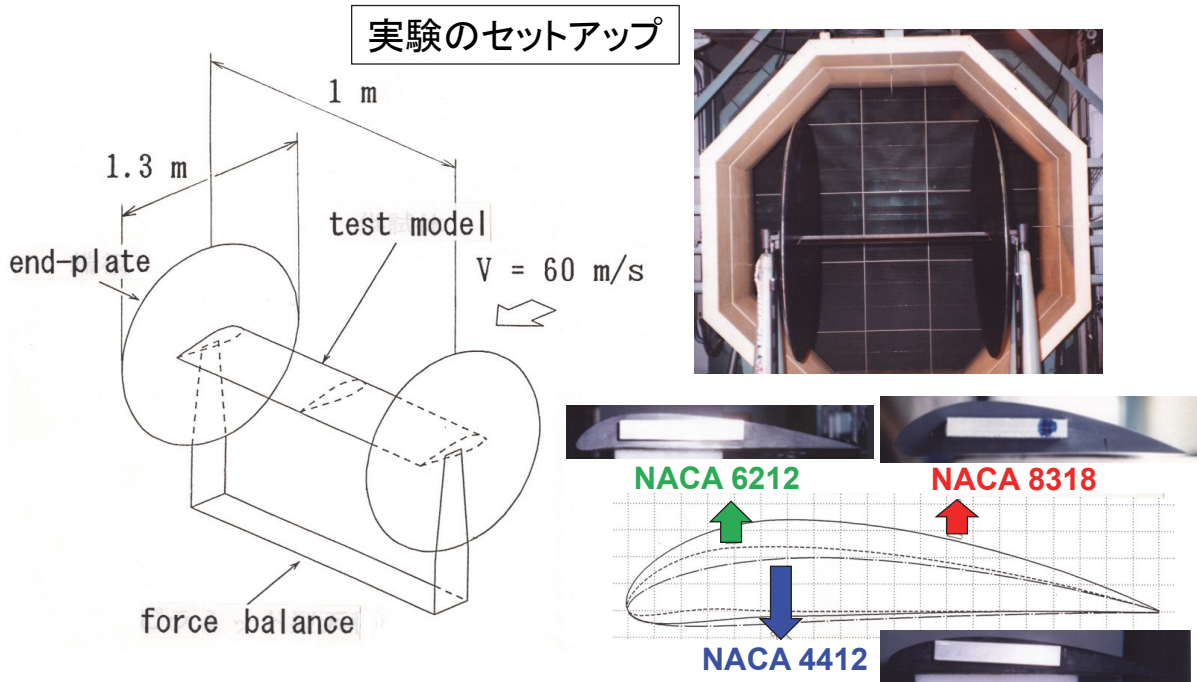 実験のセットアップ
1 m
1.3 m
test model
end-plate
V = 60 m/s
NACA 6212
NACA 8318
force balance
NACA 4412